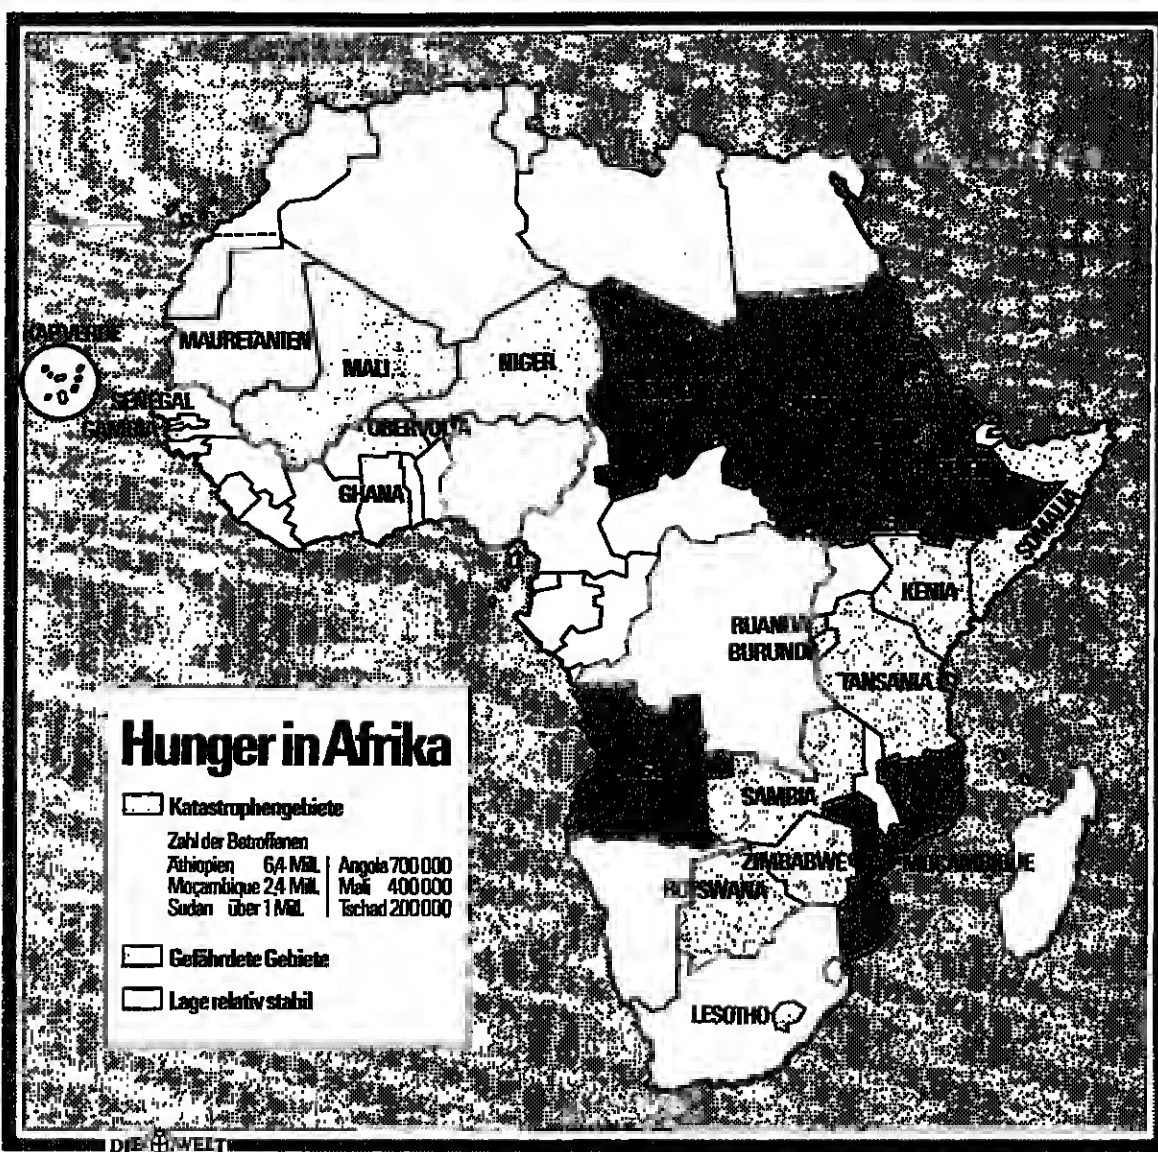 MAURETANIEN
MALI
NIGER
SENEGAL
GAMBIA
OBERVOLTA
GHANA
SOMALIA
KENIA
RUANDA
BURUNDI
TANSANIA
SAMBIA
ZIMBABWE
MOÇAMBIQUE
BOTSWANA
LESOTHO
Hunger in Afrika
Katastrophengebiete
Zahl der Betroffenen
Äthiopien 6,4 Mill. Angola 700 000
Moçambique 2,4 Mill. Mali 400 000
Sudan über 1 Mill. Tschad 200 000
Gefährdete Gebiete
Lage relativ stabil
DIE WELT